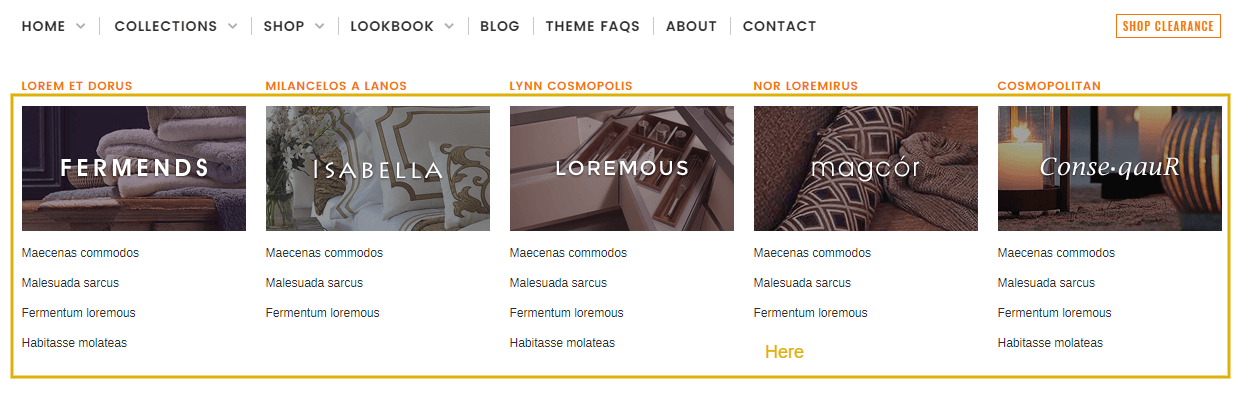 HOME COLLECTIONS SHOP LOOKBOOK BLOG THEME FAQS ABOUT CONTACT SHOP CLEARANCE
LOREM ET DORUS MILANCELOS A LANOS LYNN COSMOPOLIS NOR LOREMIRUS COSMOPOLITAN
FERMENDS ISABELLA LOREMOUS magcór Conse•qauR
Maecenas commodos Maecenas commodos Maecenas commodos Maecenas commodos Maecenas commodos
Malesuada sarcus Malesuada sarcus Malesuada sarcus Malesuada sarcus Malesuada sarcus
Fermentum loremous Fermentum loremous Fermentum loremous Fermentum loremous Fermentum loremous
Habitasse molateas Habitasse molateas Habitasse molateas
Here